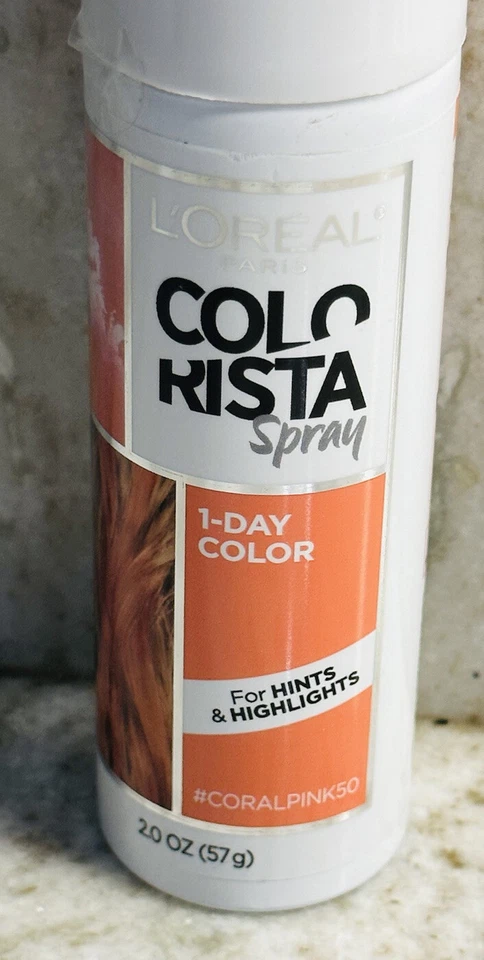 L'ORÉAL®
PARIS
COLO
RISTA
Spray
1-DAY
COLOR
For HINTS
& HIGHLIGHTS
#CORALPINK50
2.0 OZ (57g)